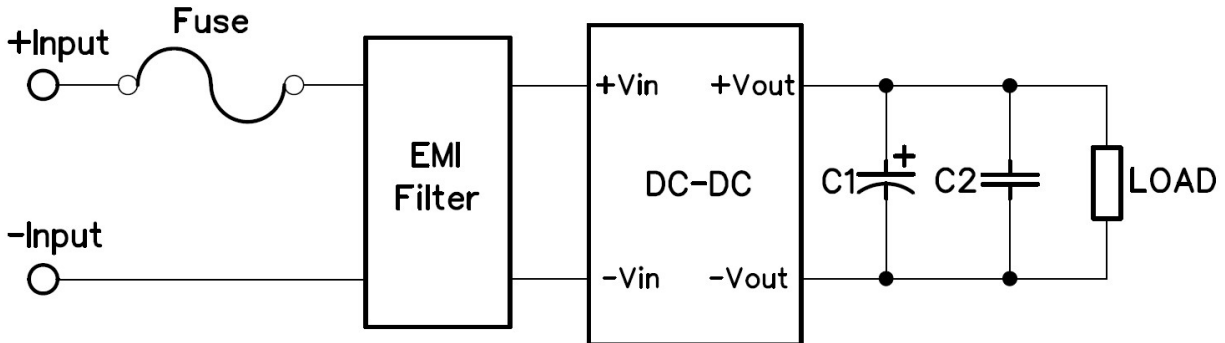 Fuse
+Input
+Vin
+Vout
EMI
Filter
DC-DC
C1
+
C2
LOAD
-Input
-Vin
-Vout